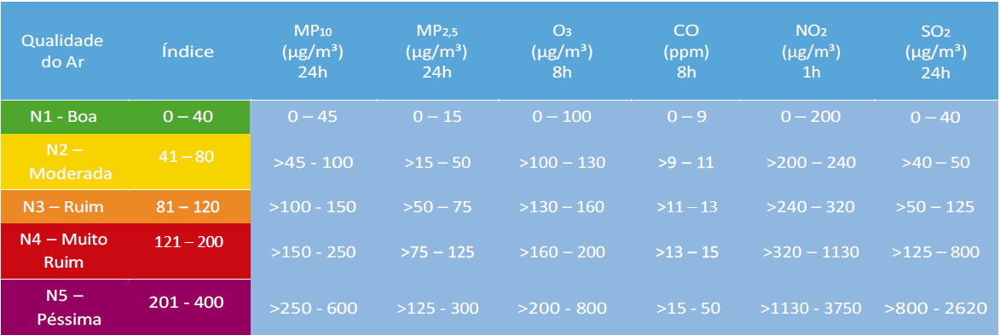 Qualidade do Ar | Índice | MP10 (µg/m³) 24h | MP2,5 (µg/m³) 24h | O3 (µg/m³) 8h | CO (ppm) 8h | NO2 (µg/m³) 1h | SO2 (µg/m³) 24h
N1 - Boa | 0 – 40 | 0 – 45 | 0 – 15 | 0 – 100 | 0 – 9 | 0 – 200 | 0 – 40
N2 – Moderada | 41 – 80 | >45 - 100 | >15 – 50 | >100 – 130 | >9 – 11 | >200 – 240 | >40 – 50
N3 – Ruim | 81 – 120 | >100 - 150 | >50 – 75 | >130 – 160 | >11 – 13 | >240 – 320 | >50 – 125
N4 – Muito Ruim | 121 – 200 | >150 - 250 | >75 – 125 | >160 – 200 | >13 – 15 | >320 – 1130 | >125 – 800
N5 – Péssima | 201 - 400 | >250 - 600 | >125 - 300 | >200 - 800 | >15 - 50 | >1130 - 3750 | >800 - 2620